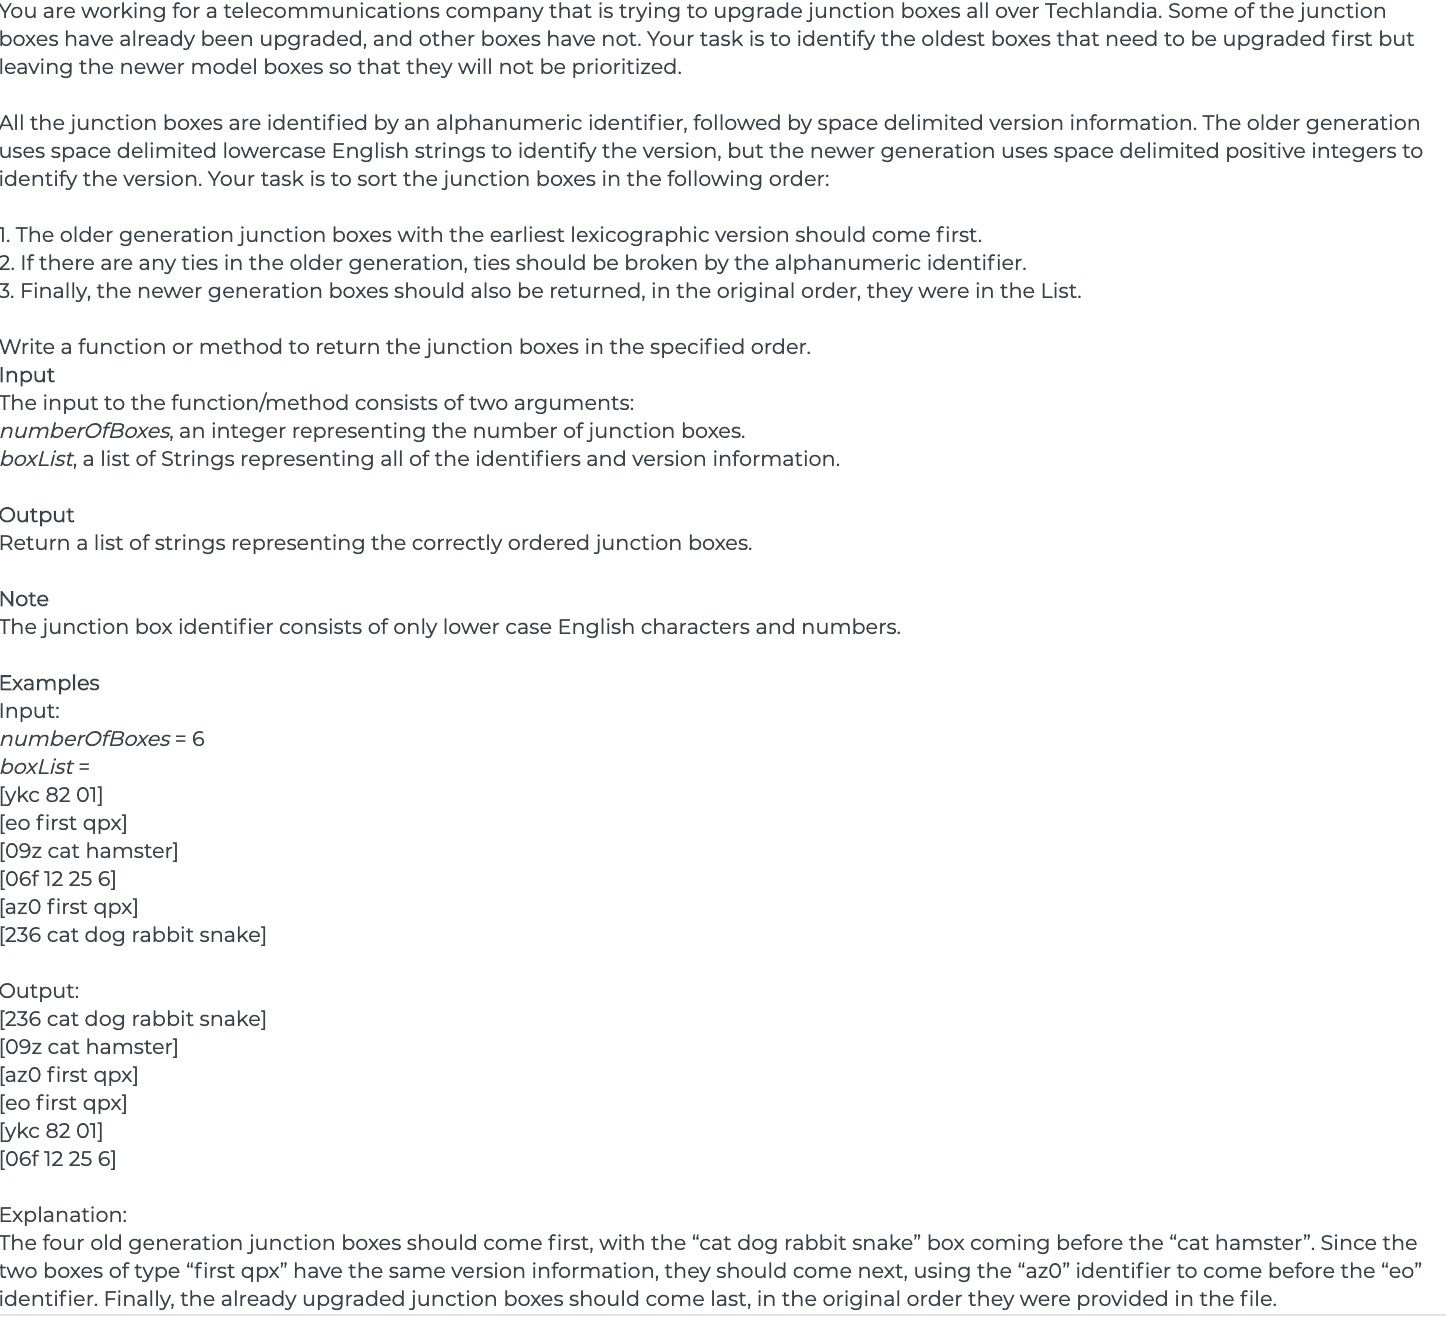 You are working for a telecommunications company that is trying to upgrade junction boxes all over Techlandia. Some of the junction
boxes have already been upgraded, and other boxes have not. Your task is to identify the oldest boxes that need to be upgraded first but
leaving the newer model boxes so that they will not be prioritized.

All the junction boxes are identified by an alphanumeric identifier, followed by space delimited version information. The older generation
uses space delimited lowercase English strings to identify the version, but the newer generation uses space delimited positive integers to
identify the version. Your task is to sort the junction boxes in the following order:

1. The older generation junction boxes with the earliest lexicographic version should come first.
2. If there are any ties in the older generation, ties should be broken by the alphanumeric identifier.
3. Finally, the newer generation boxes should also be returned, in the original order, they were in the List.

Write a function or method to return the junction boxes in the specified order.
Input
The input to the function/method consists of two arguments:
numberOfBoxes, an integer representing the number of junction boxes.
boxList, a list of Strings representing all of the identifiers and version information.

Output
Return a list of strings representing the correctly ordered junction boxes.

Note
The junction box identifier consists of only lower case English characters and numbers.

Examples
Input:
numberOfBoxes = 6
boxList =
[ykc 82 01]
[eo first qpx]
[09z cat hamster]
[06f 12 25 6]
[az0 first qpx]
[236 cat dog rabbit snake]

Output:
[236 cat dog rabbit snake]
[09z cat hamster]
[az0 first qpx]
[eo first qpx]
[ykc 82 01]
[06f 12 25 6]

Explanation:
The four old generation junction boxes should come first, with the “cat dog rabbit snake” box coming before the “cat hamster”. Since the
two boxes of type “first qpx” have the same version information, they should come next, using the “az0” identifier to come before the “eo”
identifier. Finally, the already upgraded junction boxes should come last, in the original order they were provided in the file.